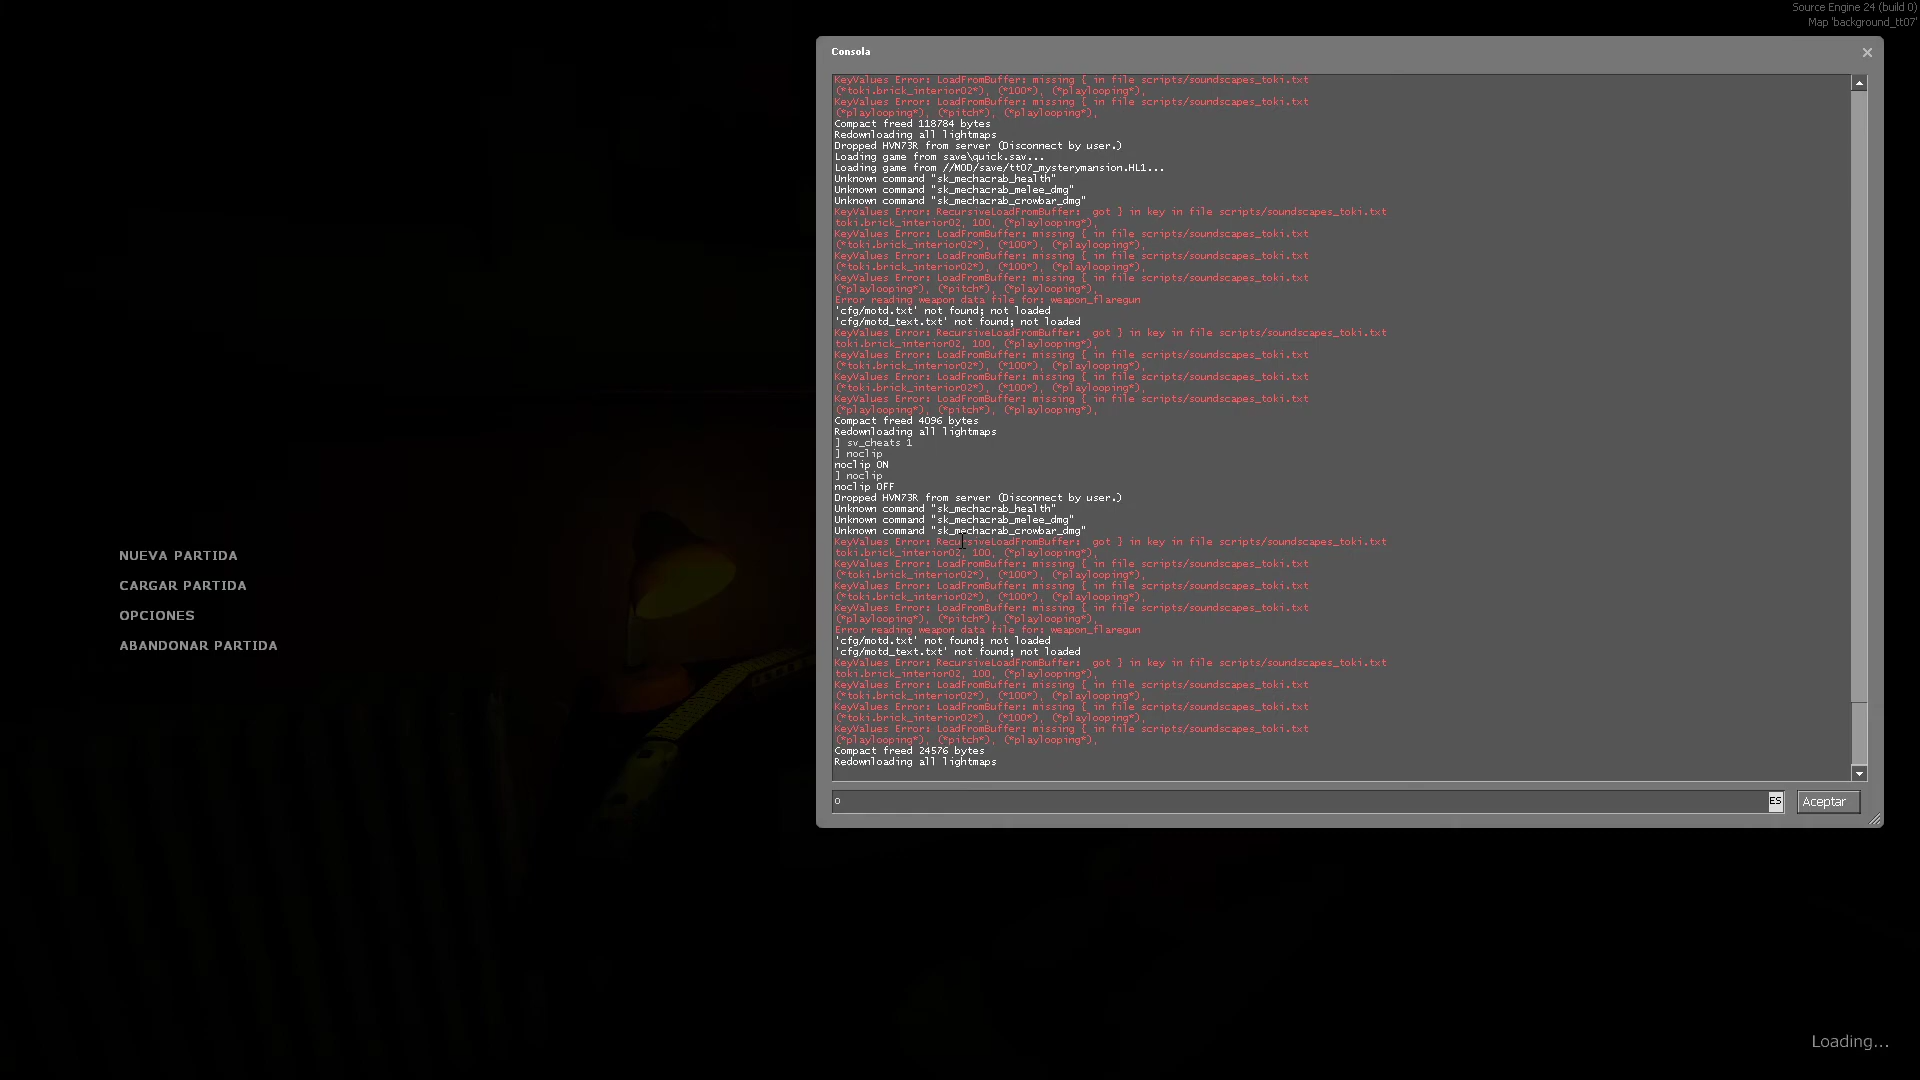 Source Engine 24 (build 0)
Map 'background_tt07'
Consola
KeyValues Error: LoadFromBuffer: missing { in file scripts/soundscapes_toki.txt
(*toki.brick_interior02*), (*100*), (*playlooping*),
KeyValues Error: LoadFromBuffer: missing { in file scripts/soundscapes_toki.txt
(*playlooping*), (*pitch*), (*playlooping*),
Compact freed 118784 bytes
Redownloading all lightmaps
Dropped HVN73R from server (Disconnect by user.)
Loading game from save\quick.sav...
Loading game from //MOD/save/tt07_mysterymansion.HL1...
Unknown command "sk_mechacrab_health"
Unknown command "sk_mechacrab_melee_dmg"
Unknown command "sk_mechacrab_crowbar_dmg"
KeyValues Error: RecursiveLoadFromBuffer:  got } in key in file scripts/soundscapes_toki.txt
toki.brick_interior02, 100, (*playlooping*),
KeyValues Error: LoadFromBuffer: missing { in file scripts/soundscapes_toki.txt
(*toki.brick_interior02*), (*100*), (*playlooping*),
KeyValues Error: LoadFromBuffer: missing { in file scripts/soundscapes_toki.txt
(*toki.brick_interior02*), (*100*), (*playlooping*),
KeyValues Error: LoadFromBuffer: missing { in file scripts/soundscapes_toki.txt
(*playlooping*), (*pitch*), (*playlooping*),
Error reading weapon data file for: weapon_flaregun
'cfg/motd.txt' not found; not loaded
'cfg/motd_text.txt' not found; not loaded
KeyValues Error: RecursiveLoadFromBuffer:  got } in key in file scripts/soundscapes_toki.txt
toki.brick_interior02, 100, (*playlooping*),
KeyValues Error: LoadFromBuffer: missing { in file scripts/soundscapes_toki.txt
(*toki.brick_interior02*), (*100*), (*playlooping*),
KeyValues Error: LoadFromBuffer: missing { in file scripts/soundscapes_toki.txt
(*toki.brick_interior02*), (*100*), (*playlooping*),
KeyValues Error: LoadFromBuffer: missing { in file scripts/soundscapes_toki.txt
(*playlooping*), (*pitch*), (*playlooping*),
Compact freed 4096 bytes
Redownloading all lightmaps
] sv_cheats 1
] noclip
noclip ON
] noclip
noclip OFF
Dropped HVN73R from server (Disconnect by user.)
Unknown command "sk_mechacrab_health"
Unknown command "sk_mechacrab_melee_dmg"
Unknown command "sk_mechacrab_crowbar_dmg"
KeyValues Error: RecursiveLoadFromBuffer:  got } in key in file scripts/soundscapes_toki.txt
toki.brick_interior02, 100, (*playlooping*),
KeyValues Error: LoadFromBuffer: missing { in file scripts/soundscapes_toki.txt
(*toki.brick_interior02*), (*100*), (*playlooping*),
KeyValues Error: LoadFromBuffer: missing { in file scripts/soundscapes_toki.txt
(*toki.brick_interior02*), (*100*), (*playlooping*),
KeyValues Error: LoadFromBuffer: missing { in file scripts/soundscapes_toki.txt
(*playlooping*), (*pitch*), (*playlooping*),
Error reading weapon data file for: weapon_flaregun
'cfg/motd.txt' not found; not loaded
'cfg/motd_text.txt' not found; not loaded
KeyValues Error: RecursiveLoadFromBuffer:  got } in key in file scripts/soundscapes_toki.txt
toki.brick_interior02, 100, (*playlooping*),
KeyValues Error: LoadFromBuffer: missing { in file scripts/soundscapes_toki.txt
(*toki.brick_interior02*), (*100*), (*playlooping*),
KeyValues Error: LoadFromBuffer: missing { in file scripts/soundscapes_toki.txt
(*toki.brick_interior02*), (*100*), (*playlooping*),
KeyValues Error: LoadFromBuffer: missing { in file scripts/soundscapes_toki.txt
(*playlooping*), (*pitch*), (*playlooping*),
Compact freed 24576 bytes
Redownloading all lightmaps
o
ES
Aceptar
NUEVA PARTIDA
CARGAR PARTIDA
OPCIONES
ABANDONAR PARTIDA
Loading...